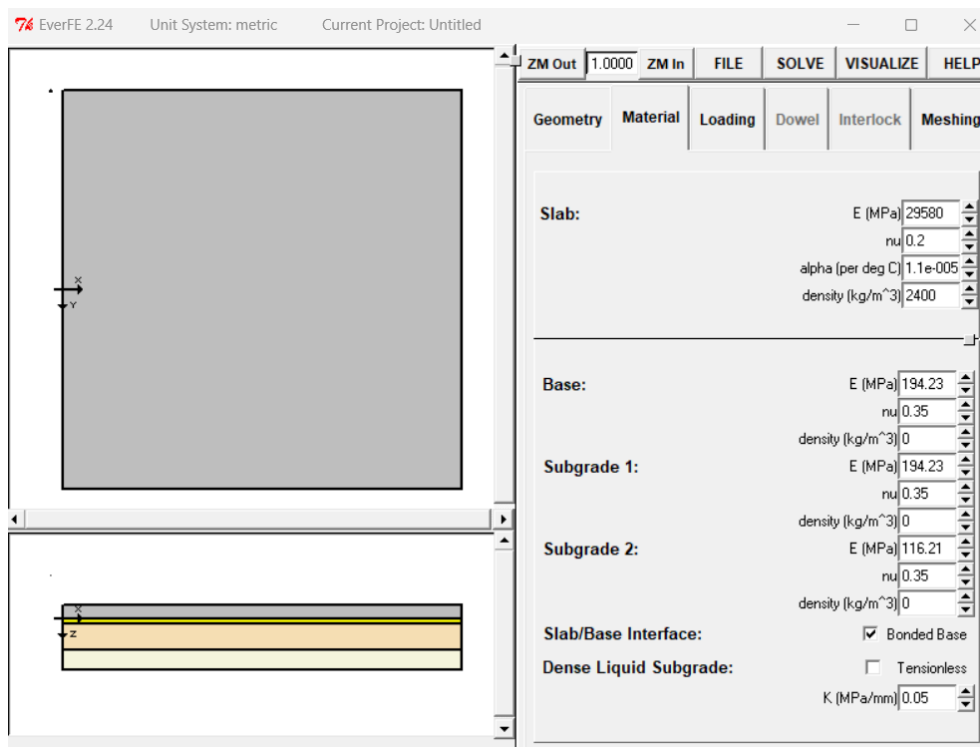 EverFE 2.24 Unit System: metric Current Project: Untitled
ZM Out 1.0000 ZM In FILE SOLVE VISUALIZE HELP
Geometry Material Loading Dowel Interlock Meshing
Slab: E (MPa) 29580
nu 0.2
alpha (per deg C) 1.1e-005
density (kg/m^3) 2400
Base: E (MPa) 194.23
nu 0.35
density (kg/m^3) 0
Subgrade 1: E (MPa) 194.23
nu 0.35
density (kg/m^3) 0
Subgrade 2: E (MPa) 116.21
nu 0.35
density (kg/m^3) 0
Slab/Base Interface: Bonded Base
Dense Liquid Subgrade: Tensionless
K (MPa/mm) 0.05
X
Y
X
Z